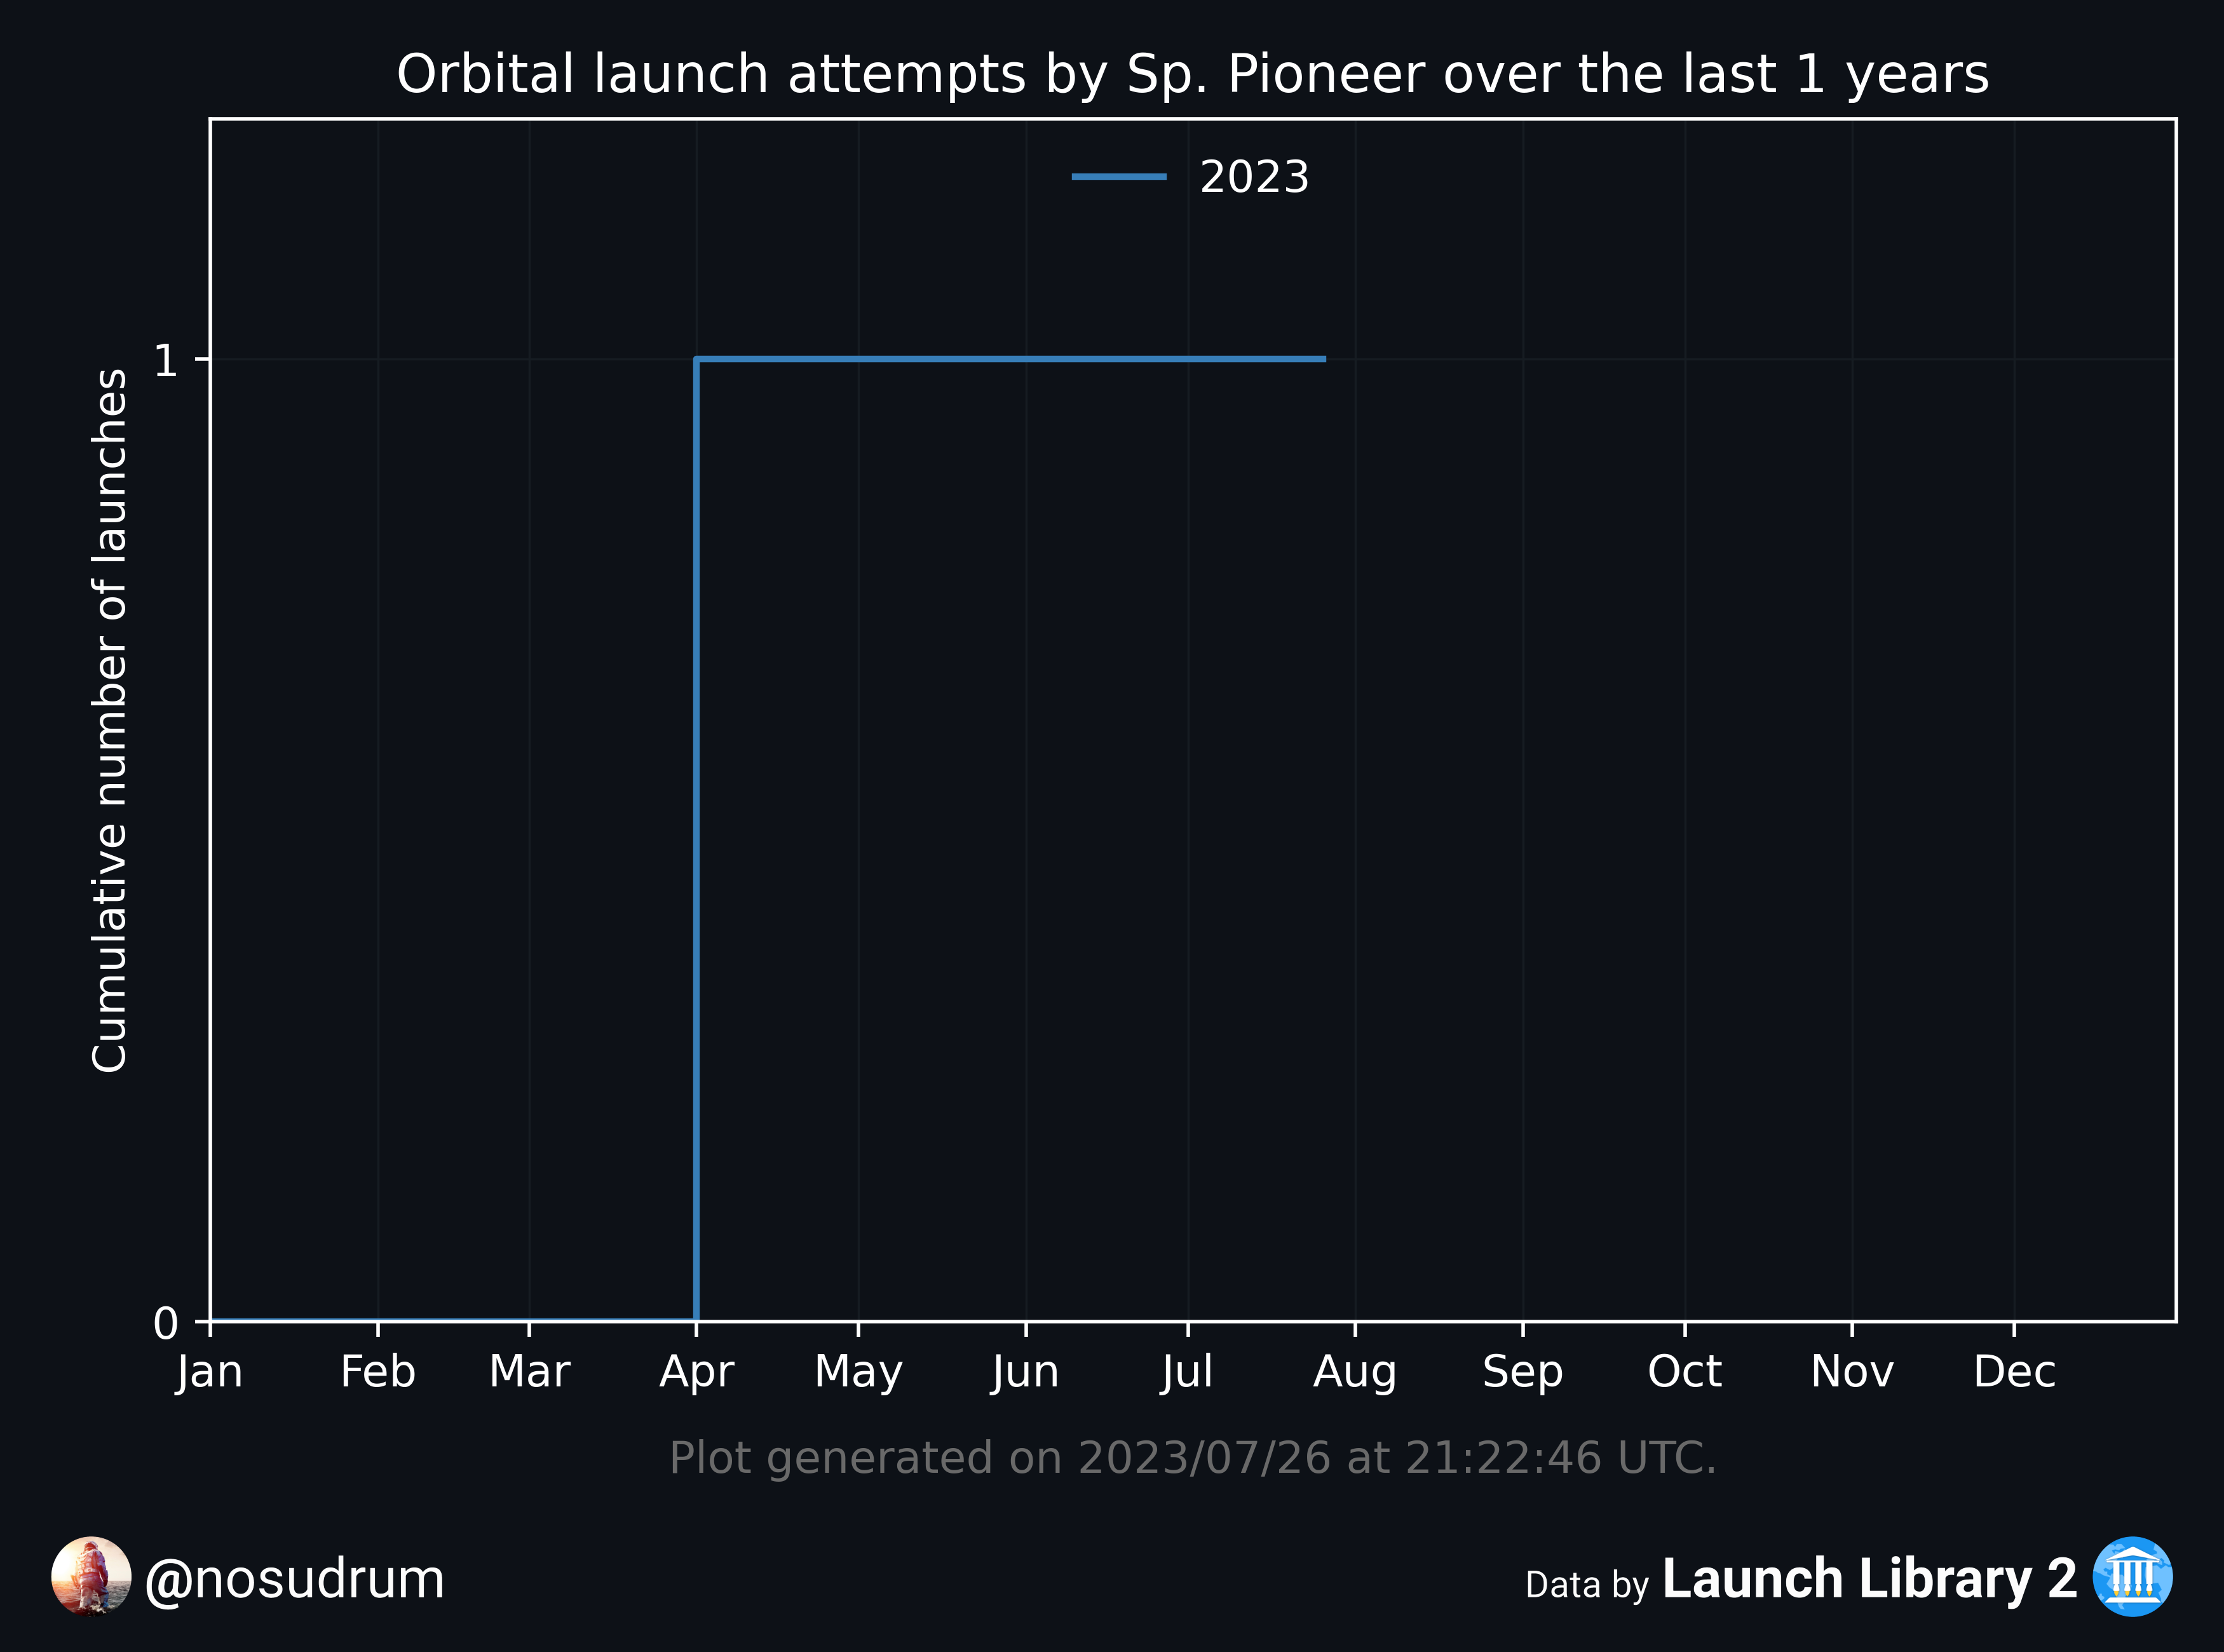 Orbital launch attempts by Sp. Pioneer over the last 1 years
2023
Cumulative number of launches
1
0
Jan Feb Mar Apr May Jun Jul Aug Sep Oct Nov Dec
Plot generated on 2023/07/26 at 21:22:46 UTC.
@nosudrum
Data by Launch Library 2